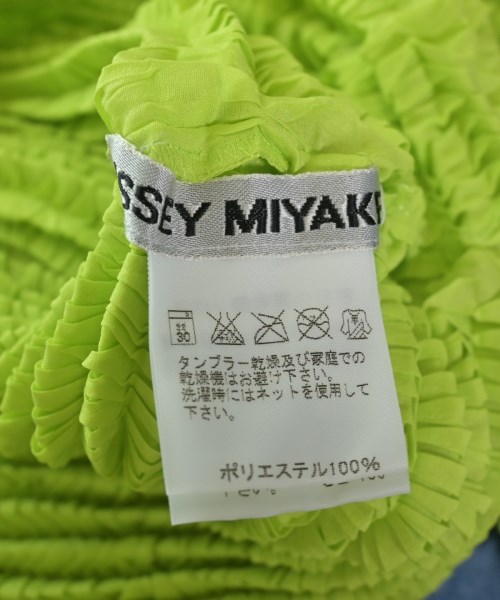 ISSEY MIYAKE
30
タンブラー乾燥及び家庭での
乾燥機はお避け下さい。
洗濯時にはネットを使用して
下さい。
ポリエステル100%